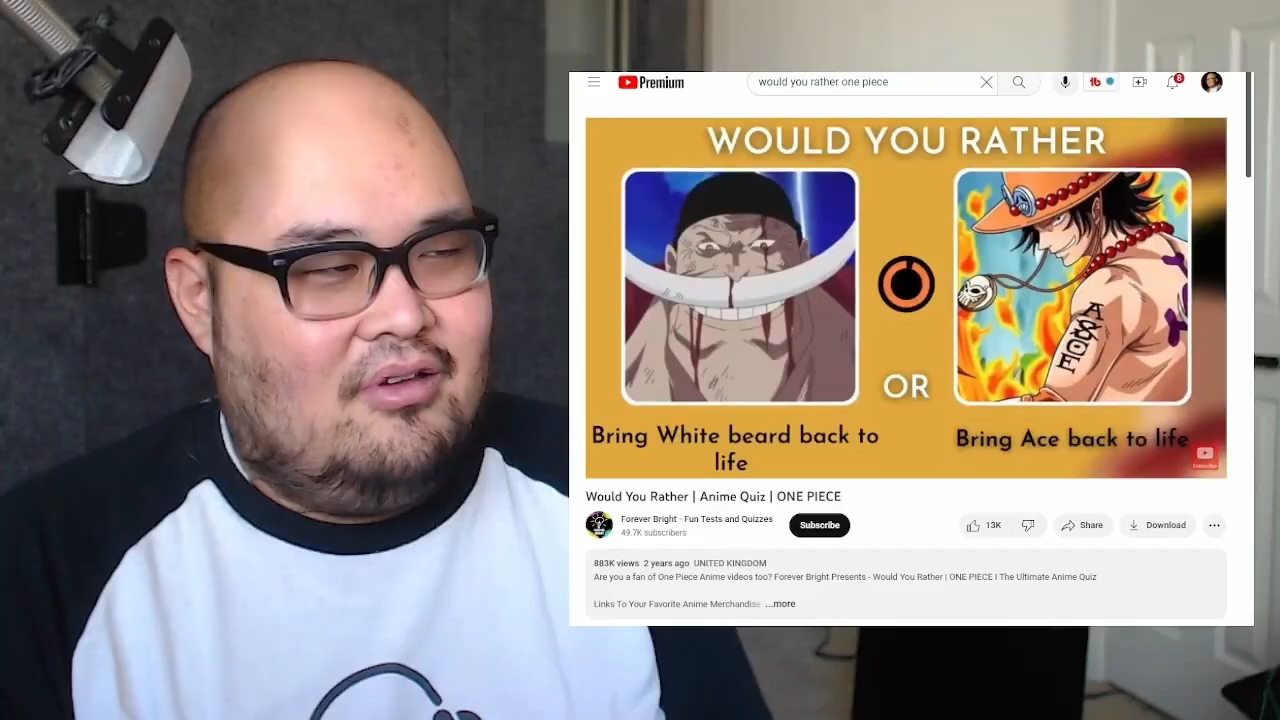 Premium
would you rather one piece
tb
8
WOULD YOU RATHER
OR
Bring White beard back to
life
Bring Ace back to life
Would You Rather | Anime Quiz | ONE PIECE
Forever Bright - Fun Tests and Quizzes
49.7K subscribers
Subscribe
13K
Share
Download
883K views 2 years ago UNITED KINGDOM
Are you a fan of One Piece Anime videos too? Forever Bright Presents - Would You Rather | ONE PIECE I The Ultimate Anime Quiz
Links To Your Favorite Anime Merchandise ...more